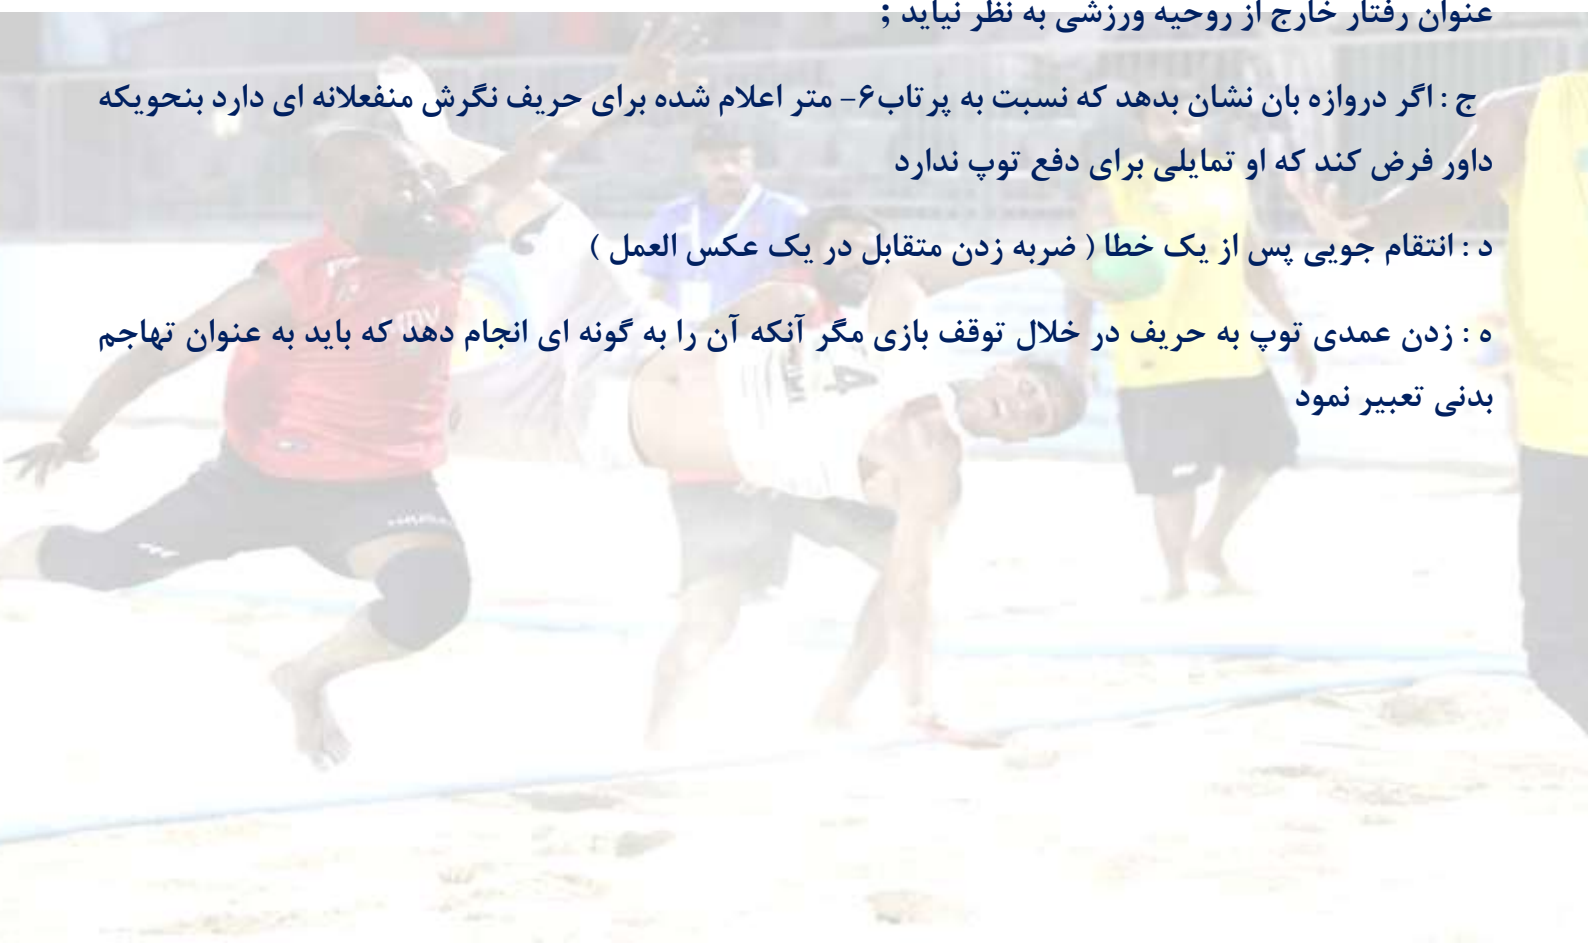 عنوان رفتار خارج از روحیه ورزشی به نظر نیاید ;
ج : اگر دروازه بان نشان بدهد که نسبت به پرتاب۶- متر اعلام شده برای حریف نگرش منفعلانه ای دارد بنحویکه
داور فرض کند که او تمایلی برای دفع توپ ندارد
د : انتقام جویی پس از یک خطا ( ضربه زدن متقابل در یک عکس العمل )
ه : زدن عمدی توپ به حریف در خلال توقف بازی مگر آنکه آن را به گونه ای انجام دهد که باید به عنوان تهاجم
بدنی تعبیر نمود
4